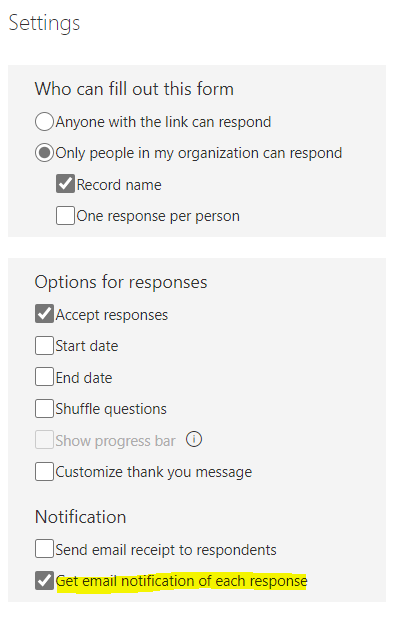 Settings
Who can fill out this form
Anyone with the link can respond
Only people in my organization can respond
Record name
One response per person
Options for responses
Accept responses
Start date
End date
Shuffle questions
Show progress bar
Customize thank you message
Notification
Send email receipt to respondents
Get email notification of each response